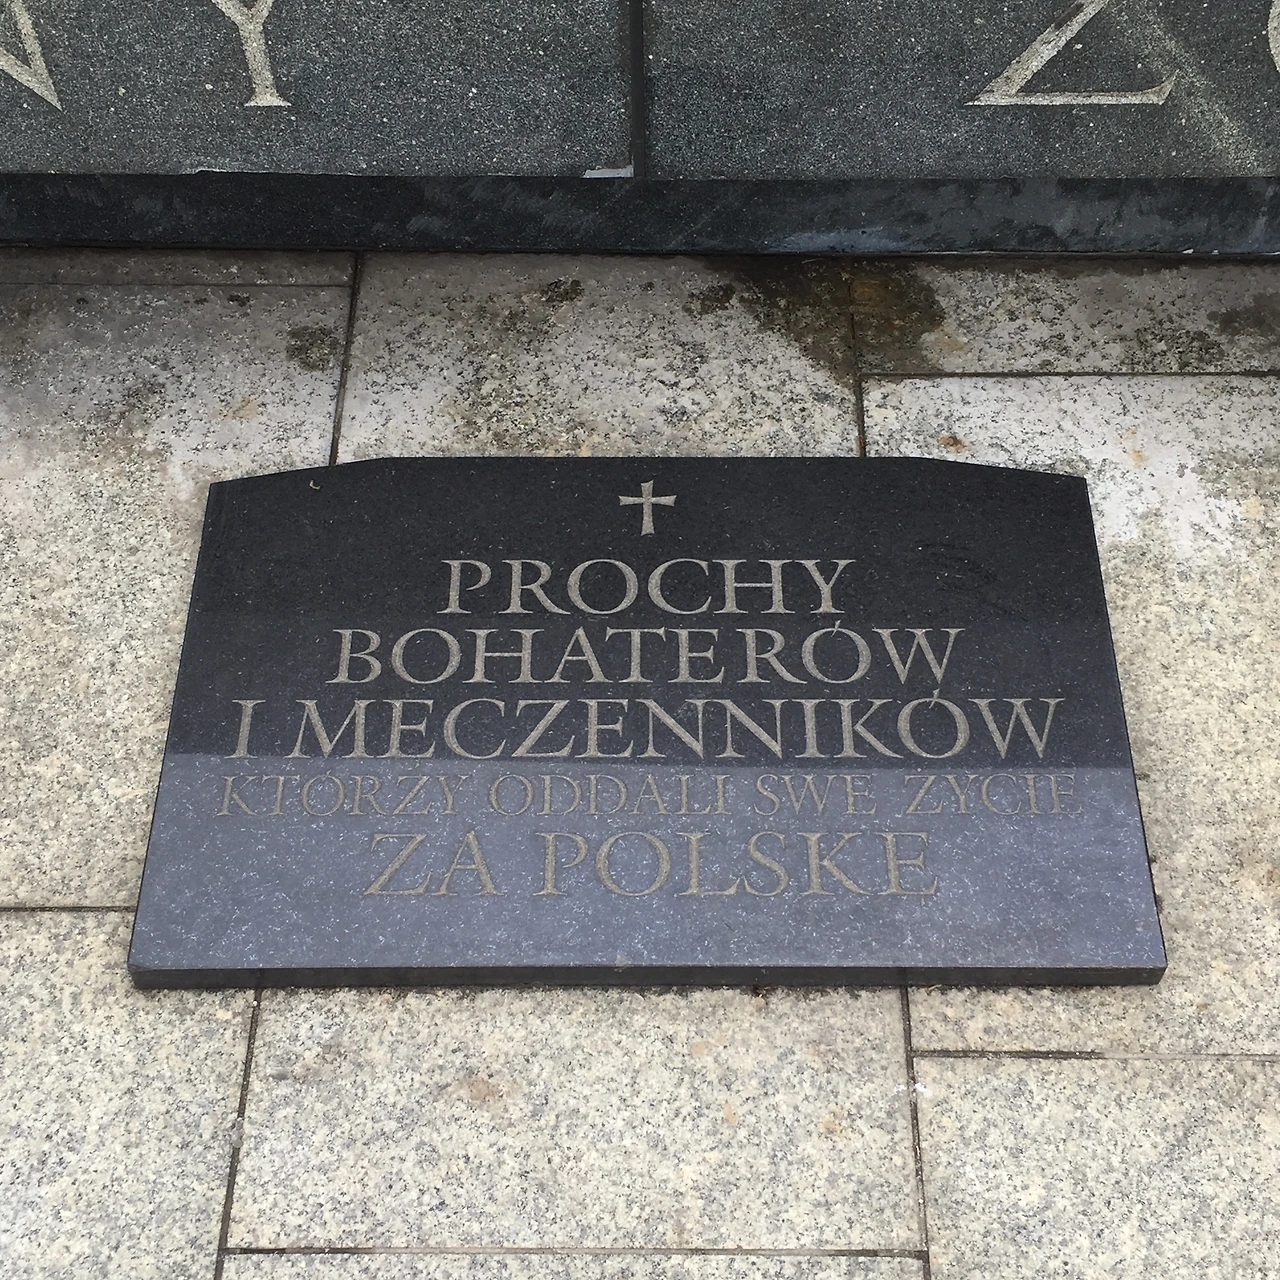 PROCHY
BOHATERÓW
I MECZENNIKÓW
KTÓRZY ODDALI SWE ZYCIE
ZA POLSKE